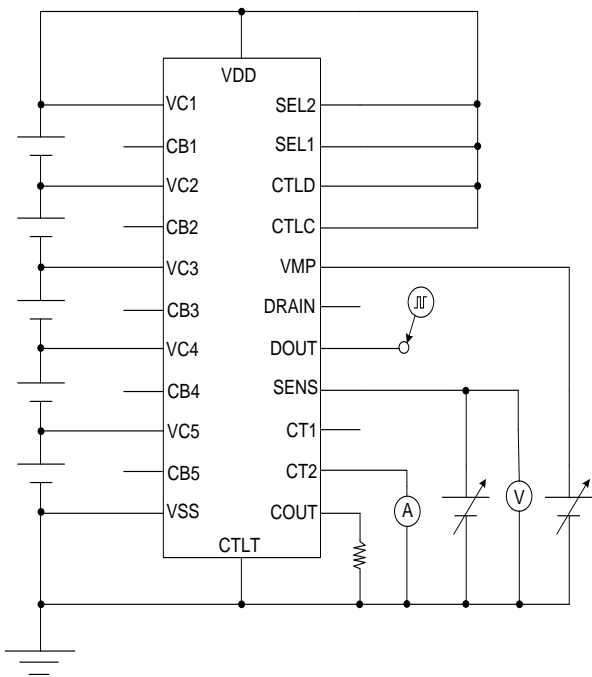 VDD
VC1
SEL2
CB1
SEL1
VC2
CTLD
CB2
CTLC
VC3
VMP
CB3
DRAIN
VC4
DOUT
CB4
SENS
VC5
CT1
CB5
CT2
VSS
COUT
CTLT
A
V